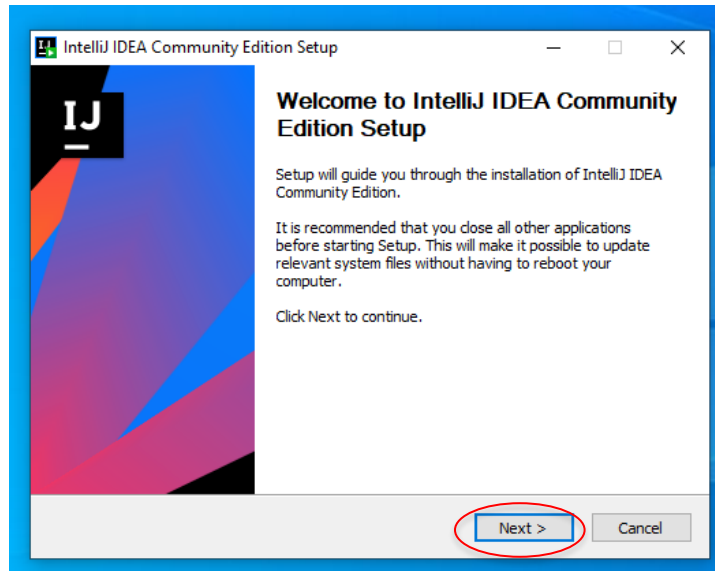 IntelliJ IDEA Community Edition Setup
IJ
Welcome to IntelliJ IDEA Community
Edition Setup
Setup will guide you through the installation of IntelliJ IDEA
Community Edition.
It is recommended that you close all other applications
before starting Setup. This will make it possible to update
relevant system files without having to reboot your
computer.
Click Next to continue.
Next >
Cancel